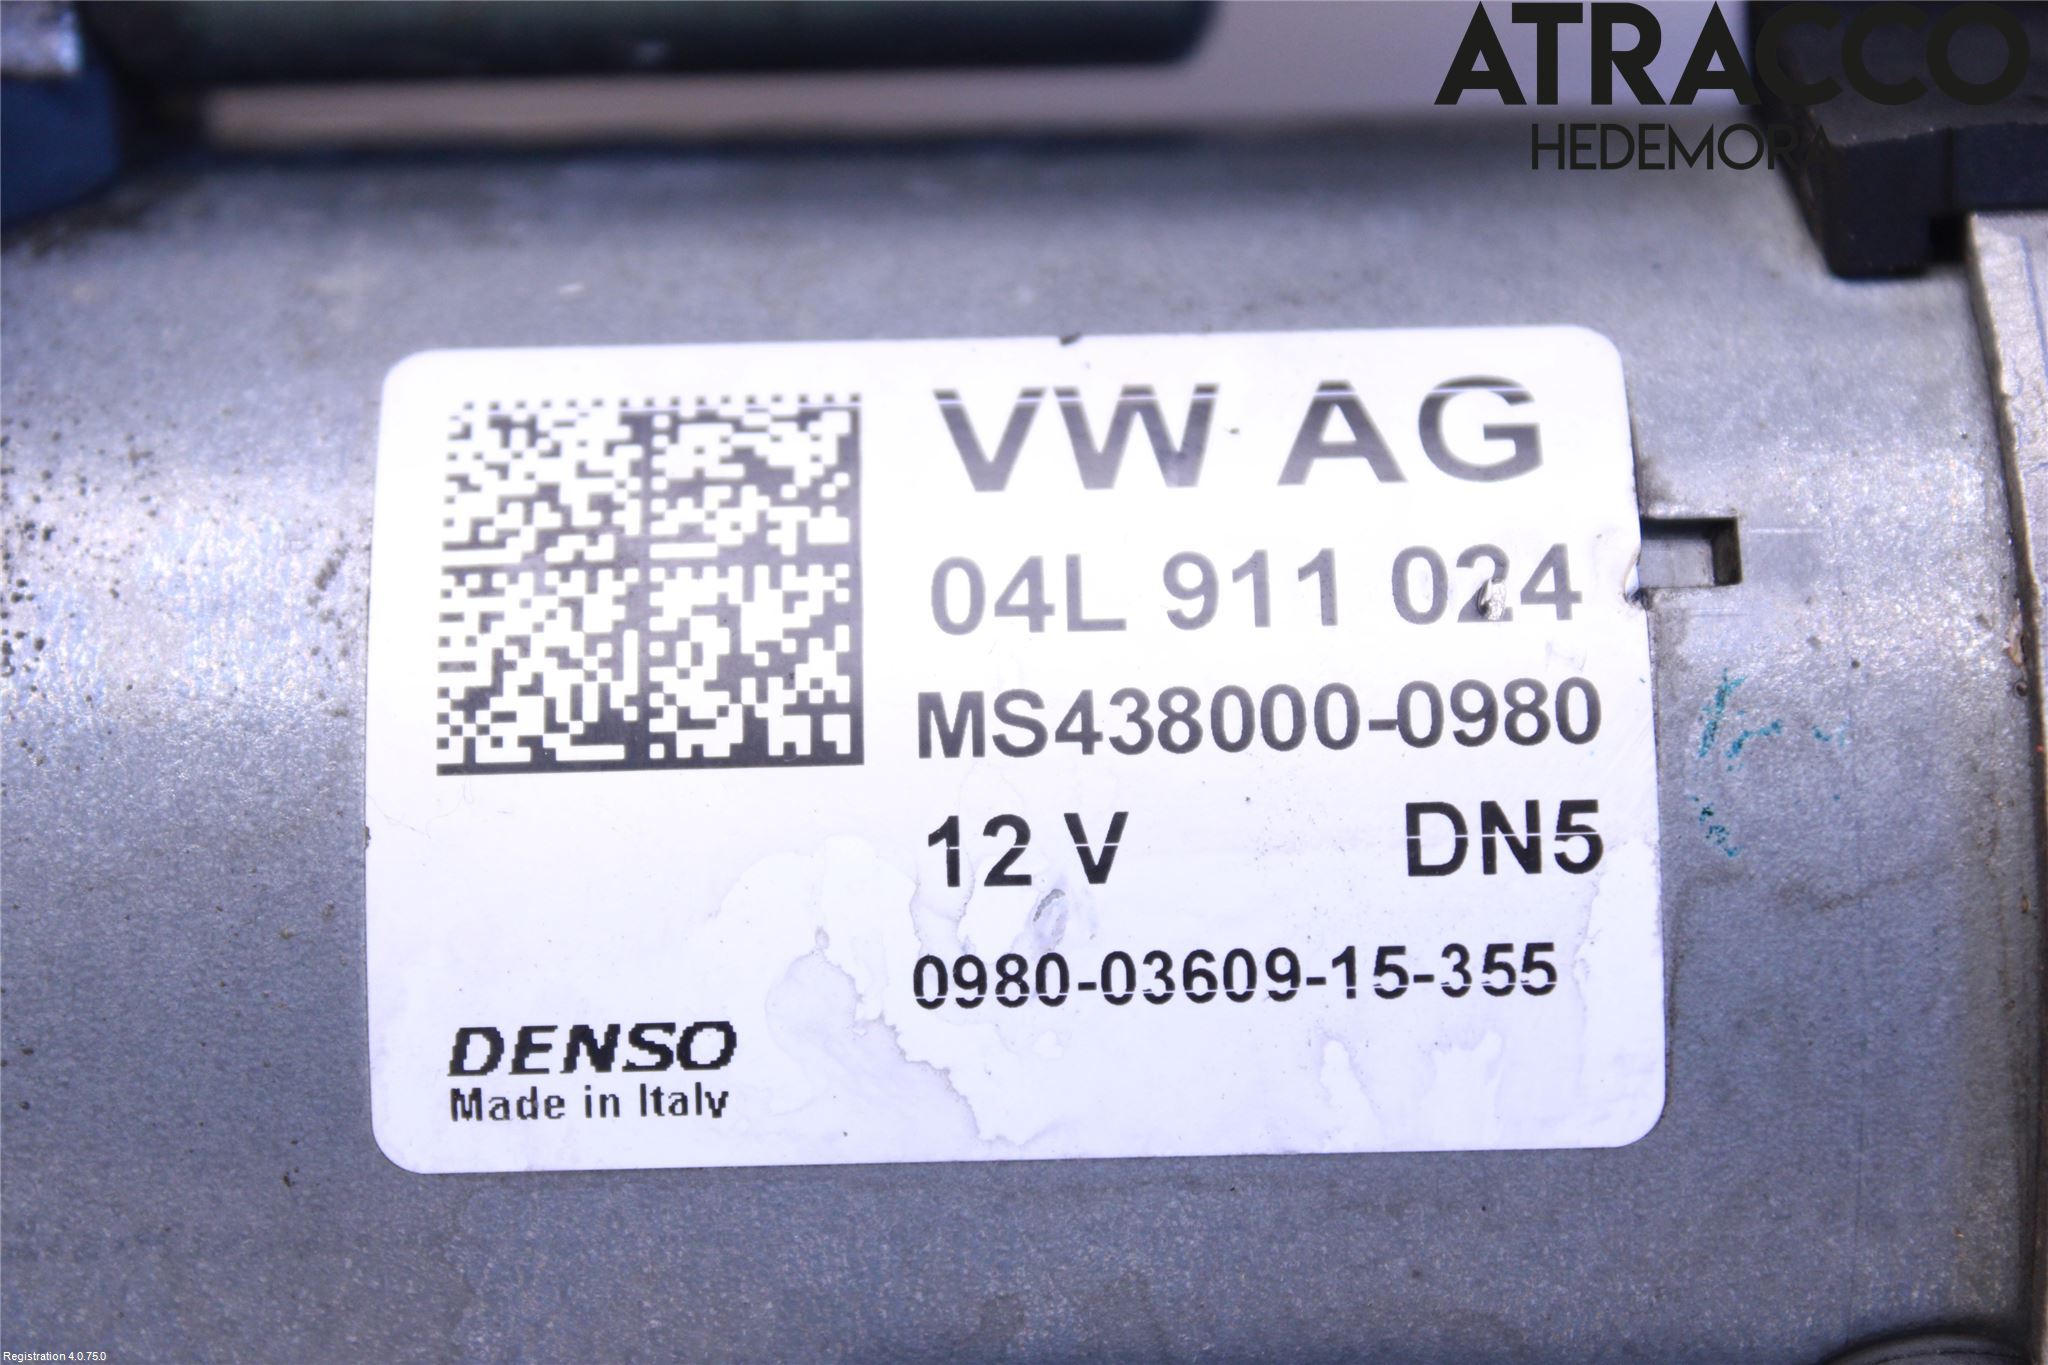 ATRACCO
HEDEMORA
VW AG
04L 911 024
MS438000-0980
12 V DN5
0980-03609-15-355
DENSO
Made in Italy
Registration 4.0.75.0